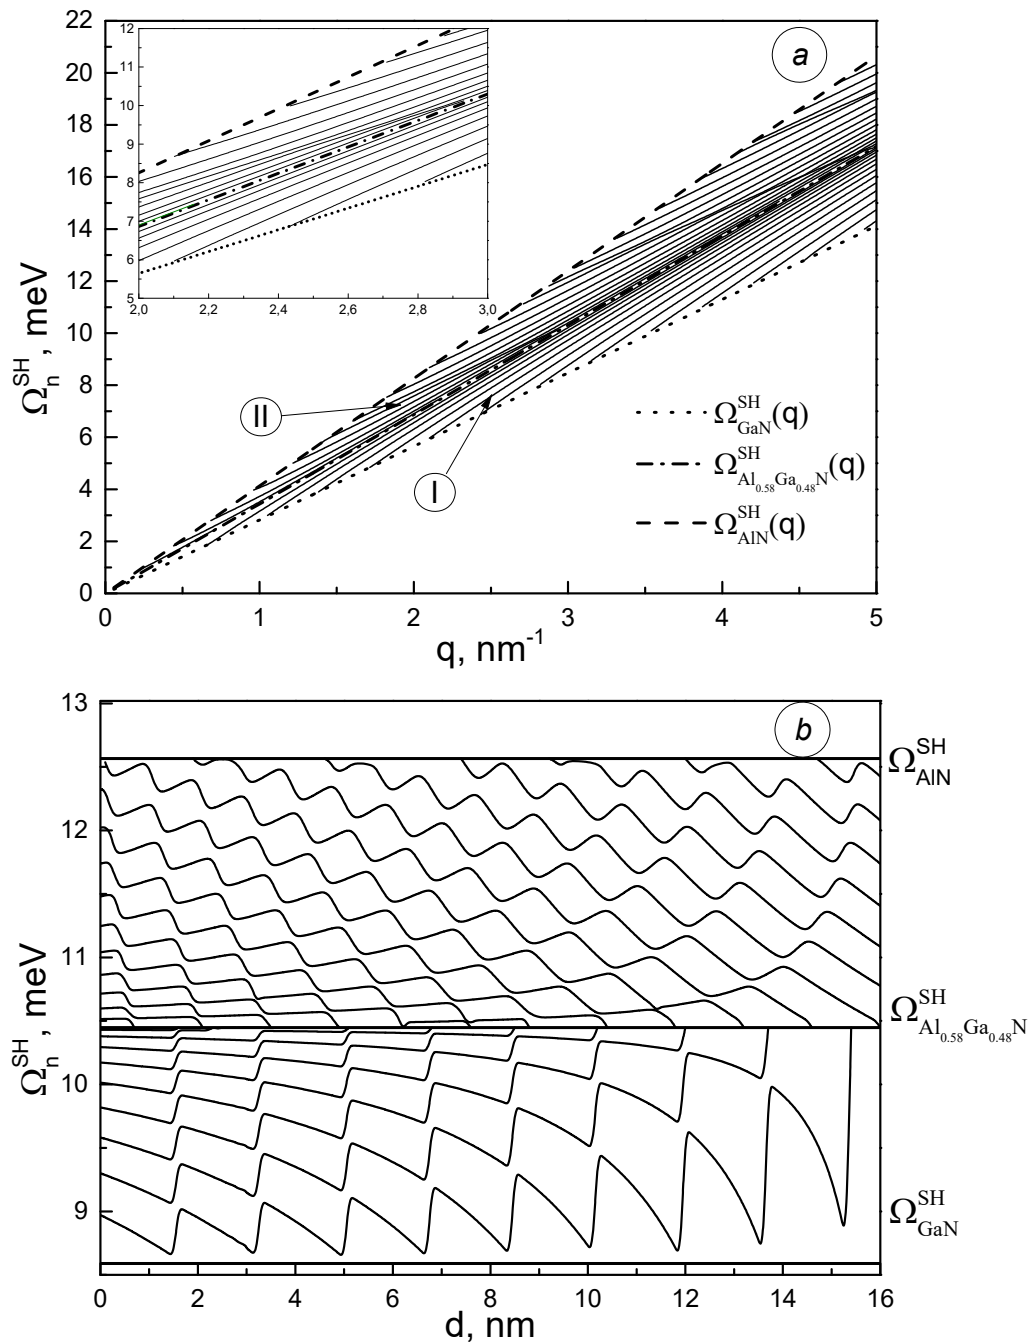 22
20
18
16
14
12
10
8
6
4
2
0
0 1 2 3 4 5
Ω_n^SH, meV
q, nm^-1
a
12
11
10
9
8
7
6
5
2,0 2,2 2,4 2,6 2,8 3,0
II
I
Ω_GaN^SH(q)
Ω_Al0.58Ga0.48N^SH(q)
Ω_AlN^SH(q)
b
13
12
11
10
9
Ω_n^SH, meV
Ω_AlN^SH
Ω_Al0.58Ga0.48N^SH
Ω_GaN^SH
0 2 4 6 8 10 12 14 16
d, nm